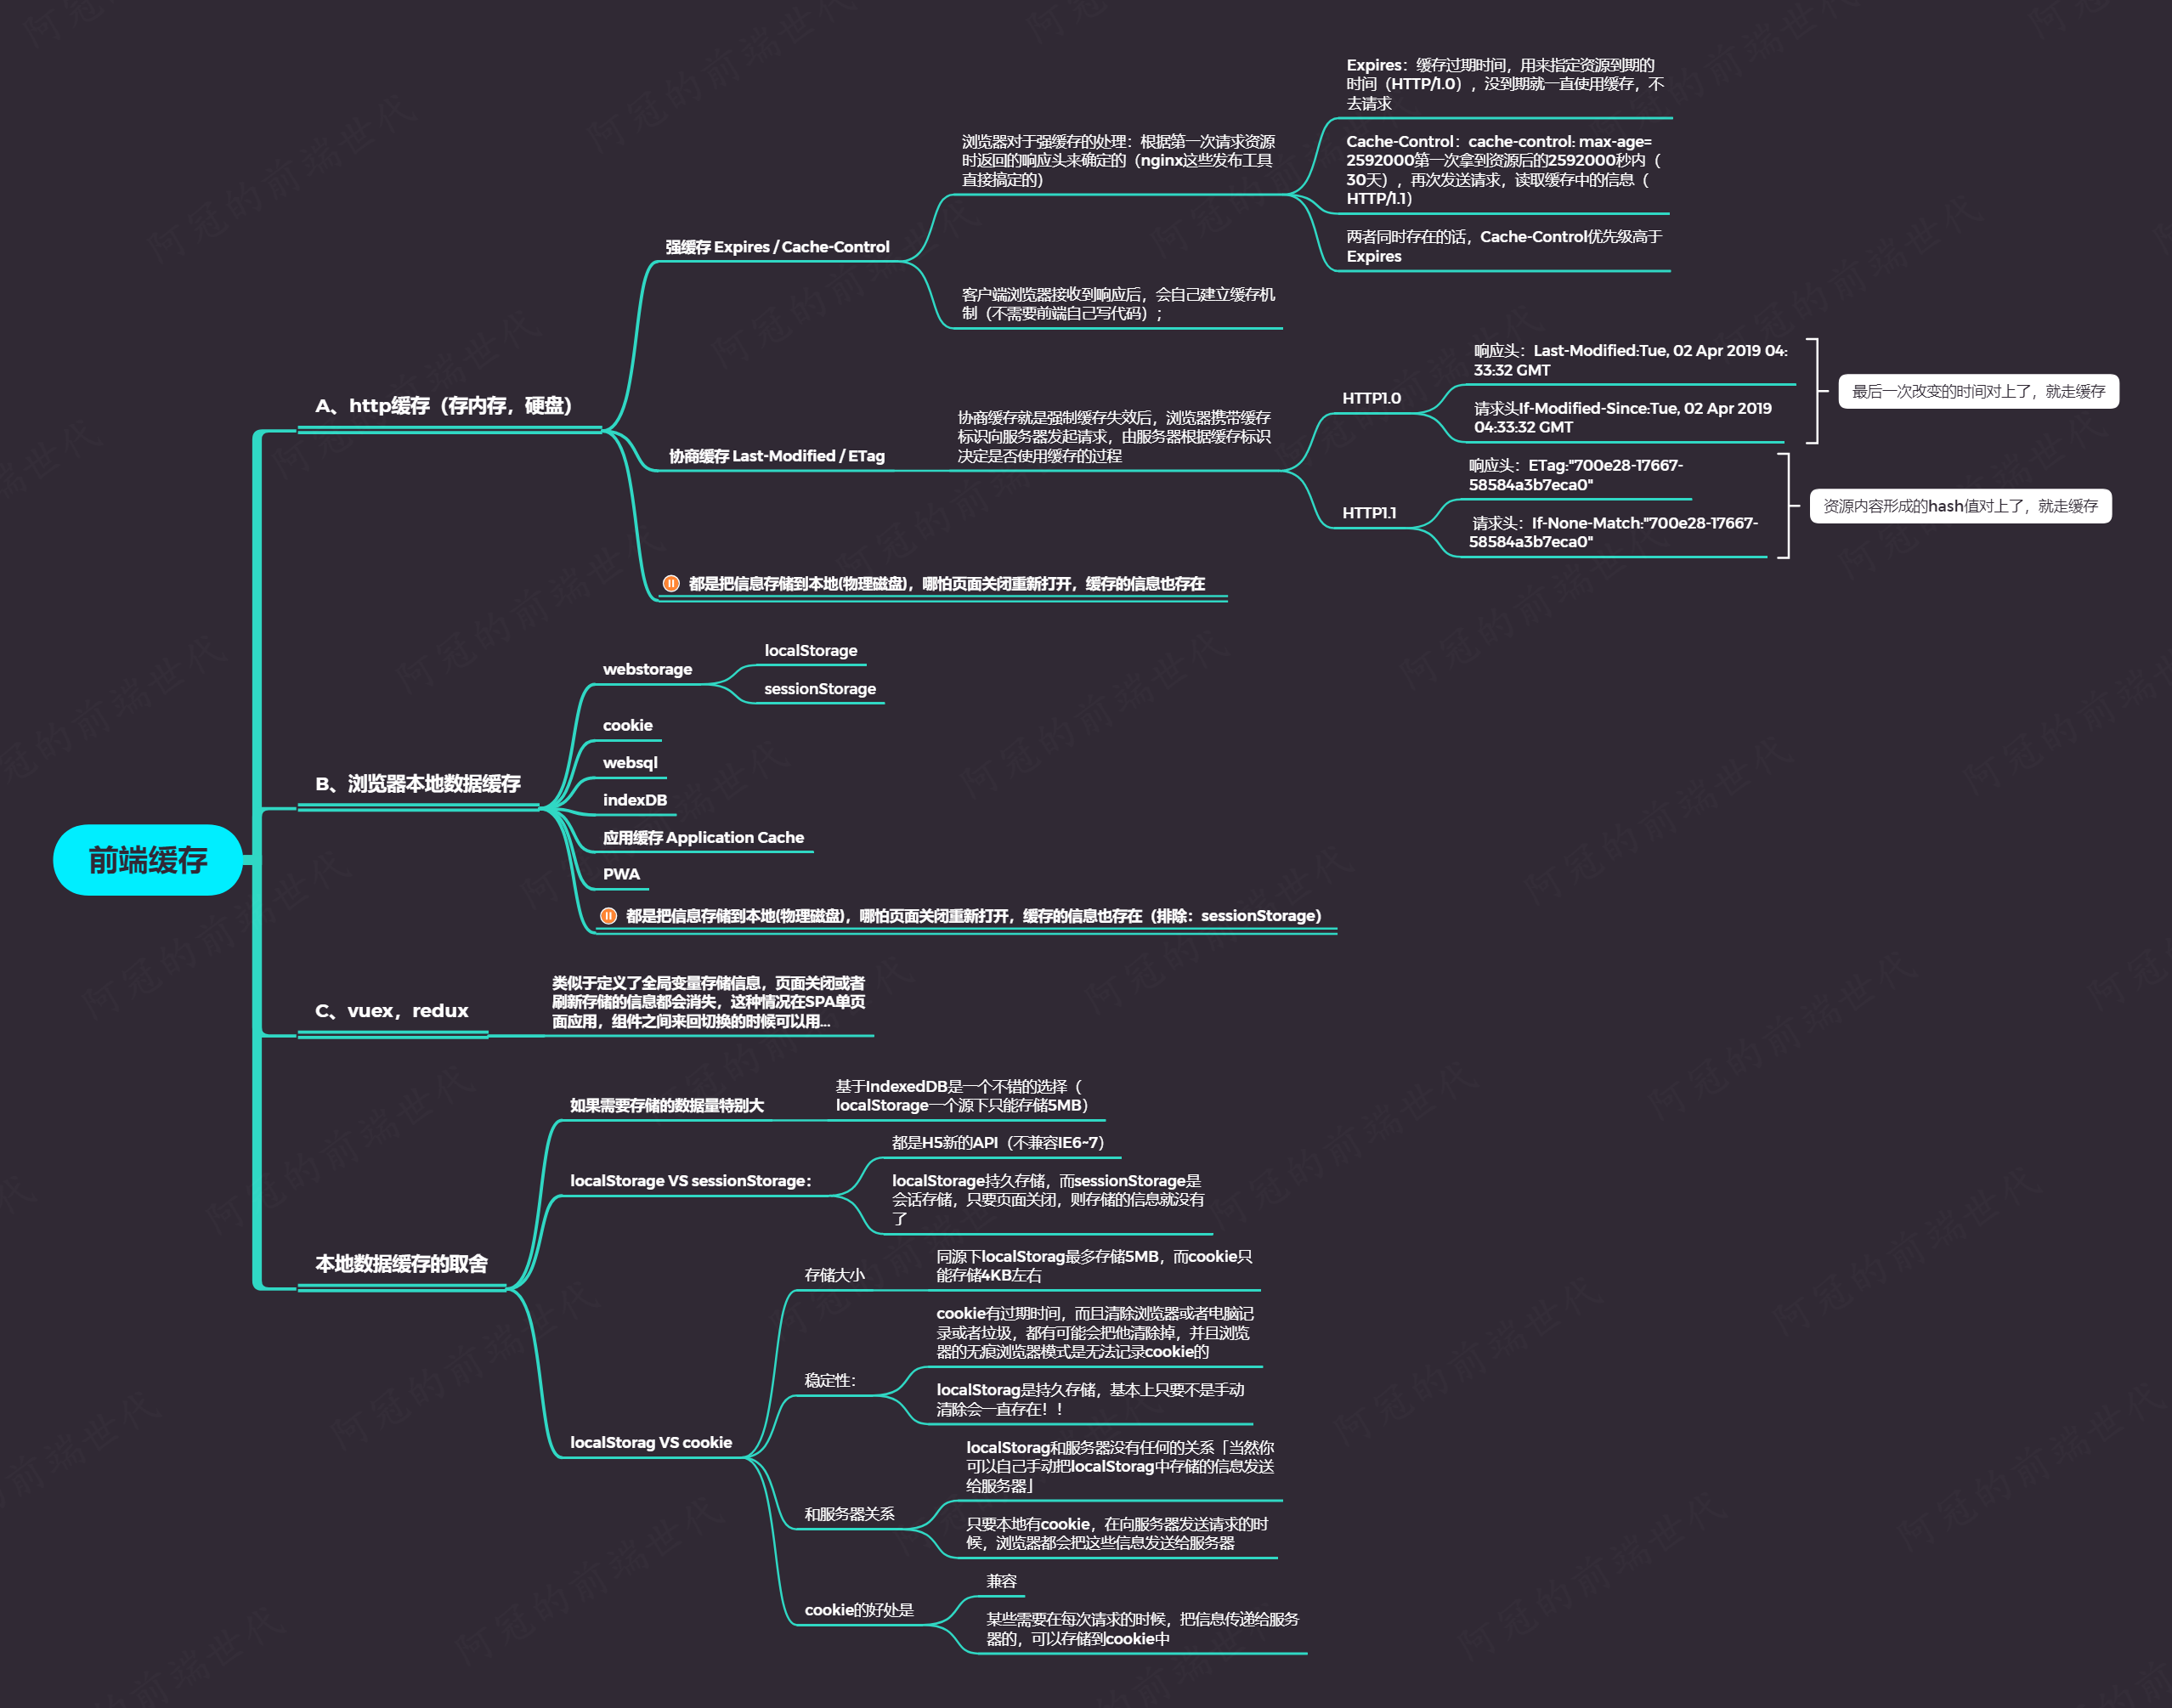 前端缓存
A、http缓存（存内存，硬盘）
强缓存 Expires / Cache-Control
浏览器对于强缓存的处理：根据第一次请求资源
时返回的响应头来确定的（nginx这些发布工具
直接搞定的）
Expires：缓存过期时间，用来指定资源到期的
时间（HTTP/1.0），没到期就一直使用缓存，不
去请求
Cache-Control：cache-control: max-age=
2592000第一次拿到资源后的2592000秒内（
30天），再次发送请求，读取缓存中的信息（
HTTP/1.1）
两者同时存在的话，Cache-Control优先级高于
Expires
客户端浏览器接收到响应后，会自己建立缓存机
制（不需要前端自己写代码）;
协商缓存 Last-Modified / ETag
协商缓存就是强制缓存失效后，浏览器携带缓存
标识向服务器发起请求，由服务器根据缓存标识
决定是否使用缓存的过程
HTTP1.0
响应头：Last-Modified:Tue, 02 Apr 2019 04:
33:32 GMT
请求头If-Modified-Since:Tue, 02 Apr 2019
04:33:32 GMT
最后一次改变的时间对上了，就走缓存
HTTP1.1
响应头：ETag:"700e28-17667-
58584a3b7eca0"
请求头：If-None-Match:"700e28-17667-
58584a3b7eca0"
资源内容形成的hash值对上了，就走缓存
都是把信息存储到本地(物理磁盘)，哪怕页面关闭重新打开，缓存的信息也存在
B、浏览器本地数据缓存
webstorage
localStorage
sessionStorage
cookie
websql
indexDB
应用缓存 Application Cache
PWA
都是把信息存储到本地(物理磁盘)，哪怕页面关闭重新打开，缓存的信息也存在（排除：sessionStorage）
C、vuex，redux
类似于定义了全局变量存储信息，页面关闭或者
刷新存储的信息都会消失，这种情况在SPA单页
面应用，组件之间来回切换的时候可以用...
本地数据缓存的取舍
如果需要存储的数据量特别大
基于IndexedDB是一个不错的选择（
localStorage一个源下只能存储5MB）
localStorage VS sessionStorage：
都是H5新的API（不兼容IE6~7）
localStorage持久存储，而sessionStorage是
会话存储，只要页面关闭，则存储的信息就没有
了
localStorag VS cookie
存储大小
同源下localStorag最多存储5MB，而cookie只
能存储4KB左右
稳定性：
cookie有过期时间，而且清除浏览器或者电脑记
录或者垃圾，都有可能会把他清除掉，并且浏览
器的无痕浏览器模式是无法记录cookie的
localStorag是持久存储，基本上只要不是手动
清除会一直存在！！
和服务器关系
localStorag和服务器没有任何的关系「当然你
可以自己手动把localStorag中存储的信息发送
给服务器」
只要本地有cookie，在向服务器发送请求的时
候，浏览器都会把这些信息发送给服务器
cookie的好处是
兼容
某些需要在每次请求的时候，把信息传递给服务
器的，可以存储到cookie中
阿冠的前端世代